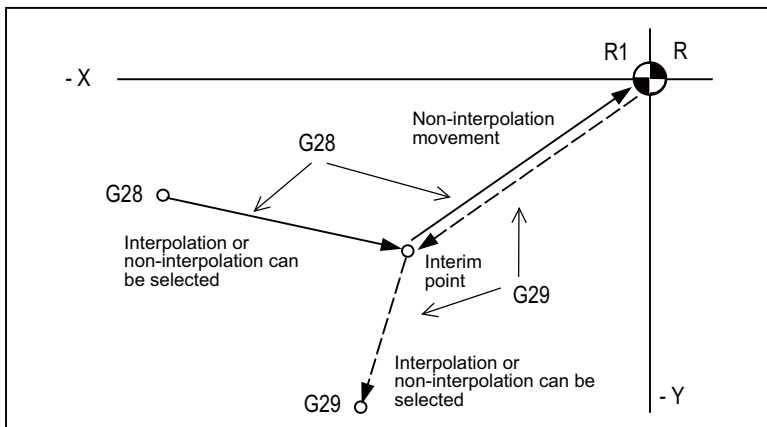 R1
R
- X
Non-interpolation
movement
G28
G28
Interpolation or
non-interpolation can
be selected
Interim
point
G29
Interpolation or
non-interpolation can be
selected
G29
- Y